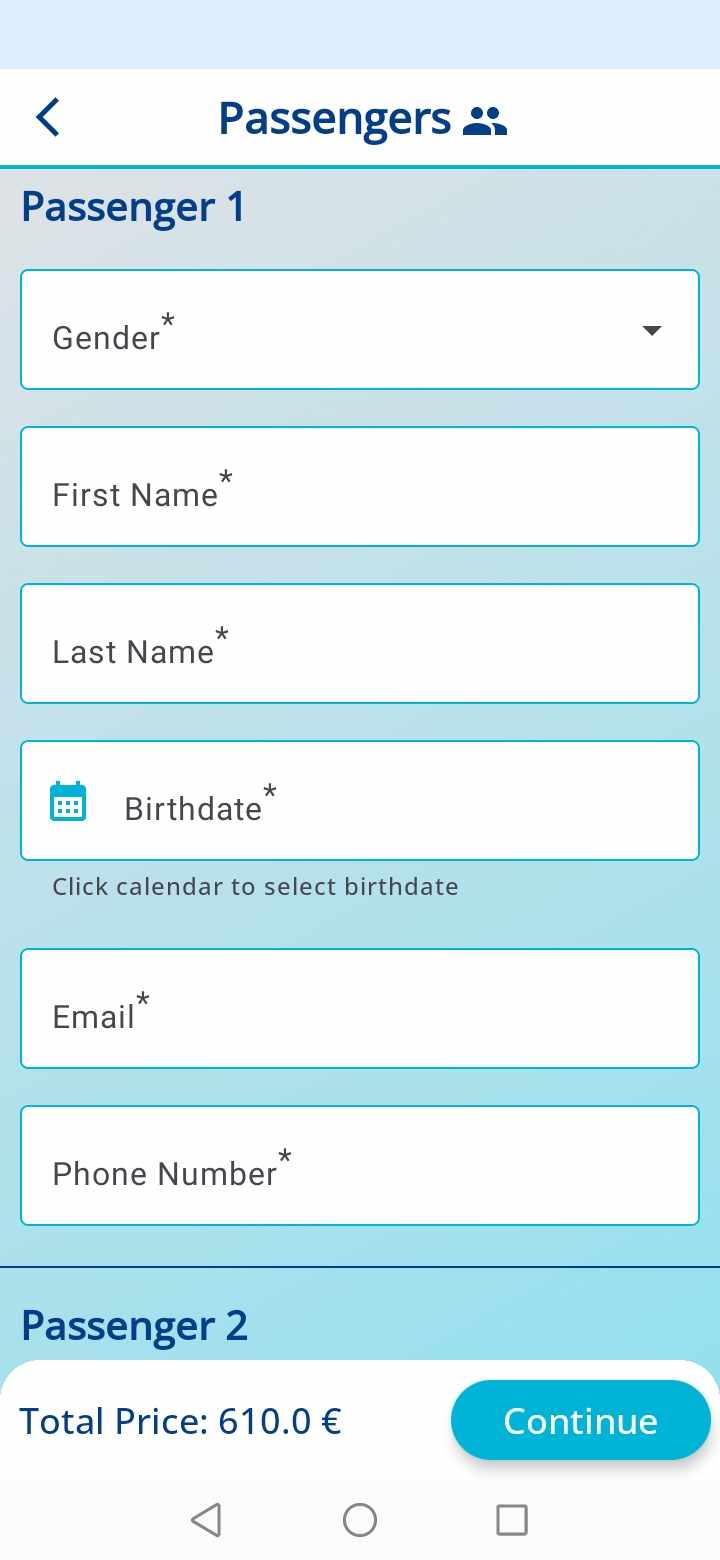 Passengers
Passenger 1
Gender*
First Name*
Last Name*
Birthdate*
Click calendar to select birthdate
Email*
Phone Number*
Passenger 2
Total Price: 610.0 €
Continue